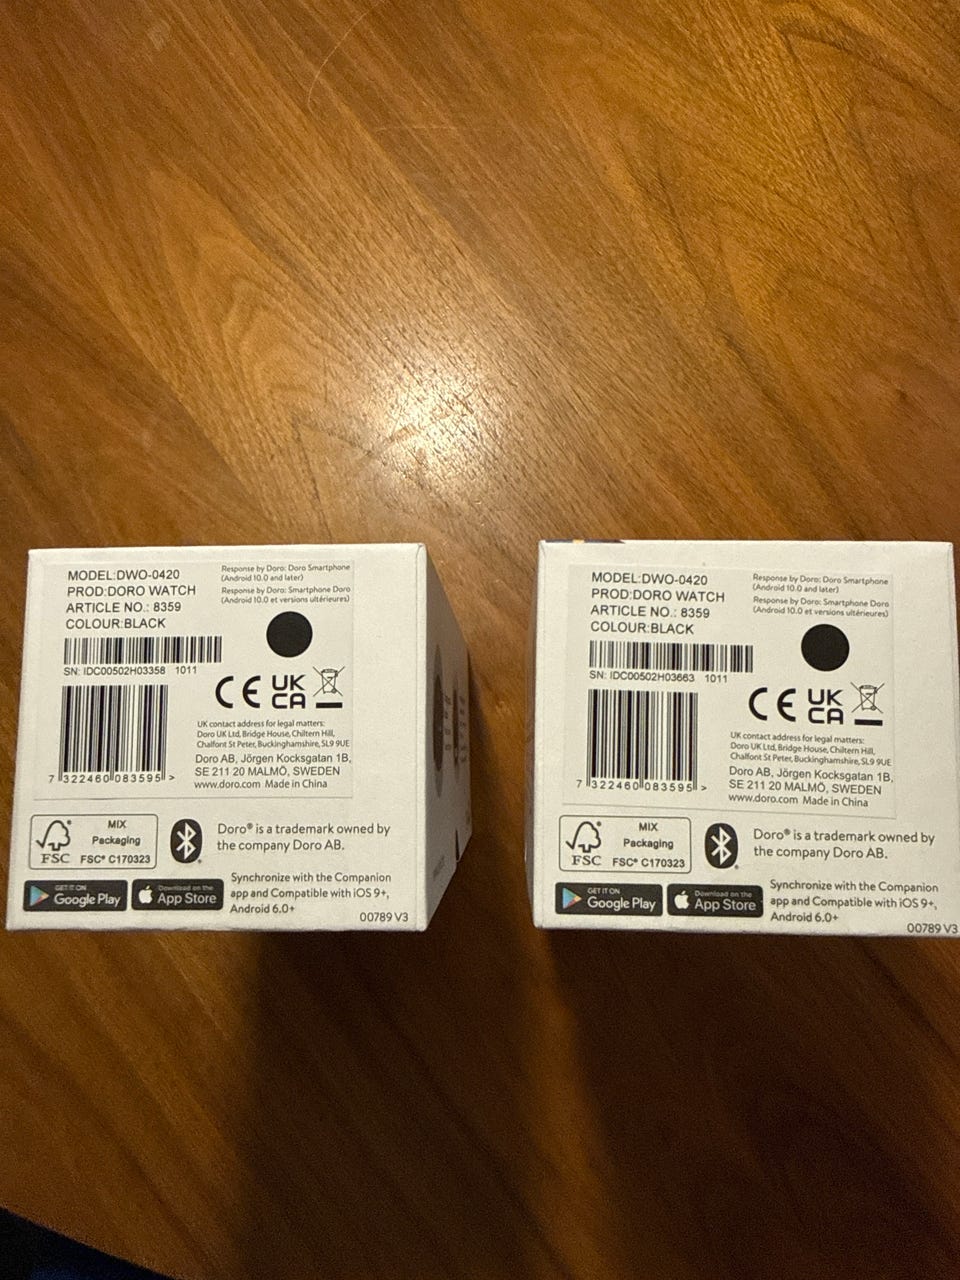 MODEL:DWO-0420
PROD:DORO WATCH
ARTICLE NO.: 8359
COLOUR:BLACK
Response by Doro: Doro Smartphone
(Android 10.0 and later)
Response by Doro: Smartphone Doro
(Android 10.0 et versions ultérieures)
SN: IDC00502H03358 1011
CE UK
CA
UK contact address for legal matters:
Doro UK Ltd, Bridge House, Chiltern Hill,
Chalfont St Peter, Buckinghamshire, SL9 9UE
Doro AB, Jörgen Kocksgatan 1B,
SE 211 20 MALMÖ, SWEDEN
www.doro.com Made in China
7 322460 083595 >
FSC
MIX
Packaging
FSC® C170323
Doro® is a trademark owned by
the company Doro AB.
GET IT ON
Google Play
Download on the
App Store
Synchronize with the Companion
app and Compatible with iOS 9+,
Android 6.0+
00789 V3
MODEL:DWO-0420
PROD:DORO WATCH
ARTICLE NO.: 8359
COLOUR:BLACK
Response by Doro: Doro Smartphone
(Android 10.0 and later)
Response by Doro: Smartphone Doro
(Android 10.0 et versions ultérieures)
SN: IDC00502H03663 1011
CE UK
CA
UK contact address for legal matters:
Doro UK Ltd, Bridge House, Chiltern Hill,
Chalfont St Peter, Buckinghamshire, SL9 9UE
Doro AB, Jörgen Kocksgatan 1B,
SE 211 20 MALMÖ, SWEDEN
www.doro.com Made in China
7 322460 083595 >
FSC
MIX
Packaging
FSC® C170323
Doro® is a trademark owned by
the company Doro AB.
GET IT ON
Google Play
Download on the
App Store
Synchronize with the Companion
app and Compatible with iOS 9+,
Android 6.0+
00789 V3